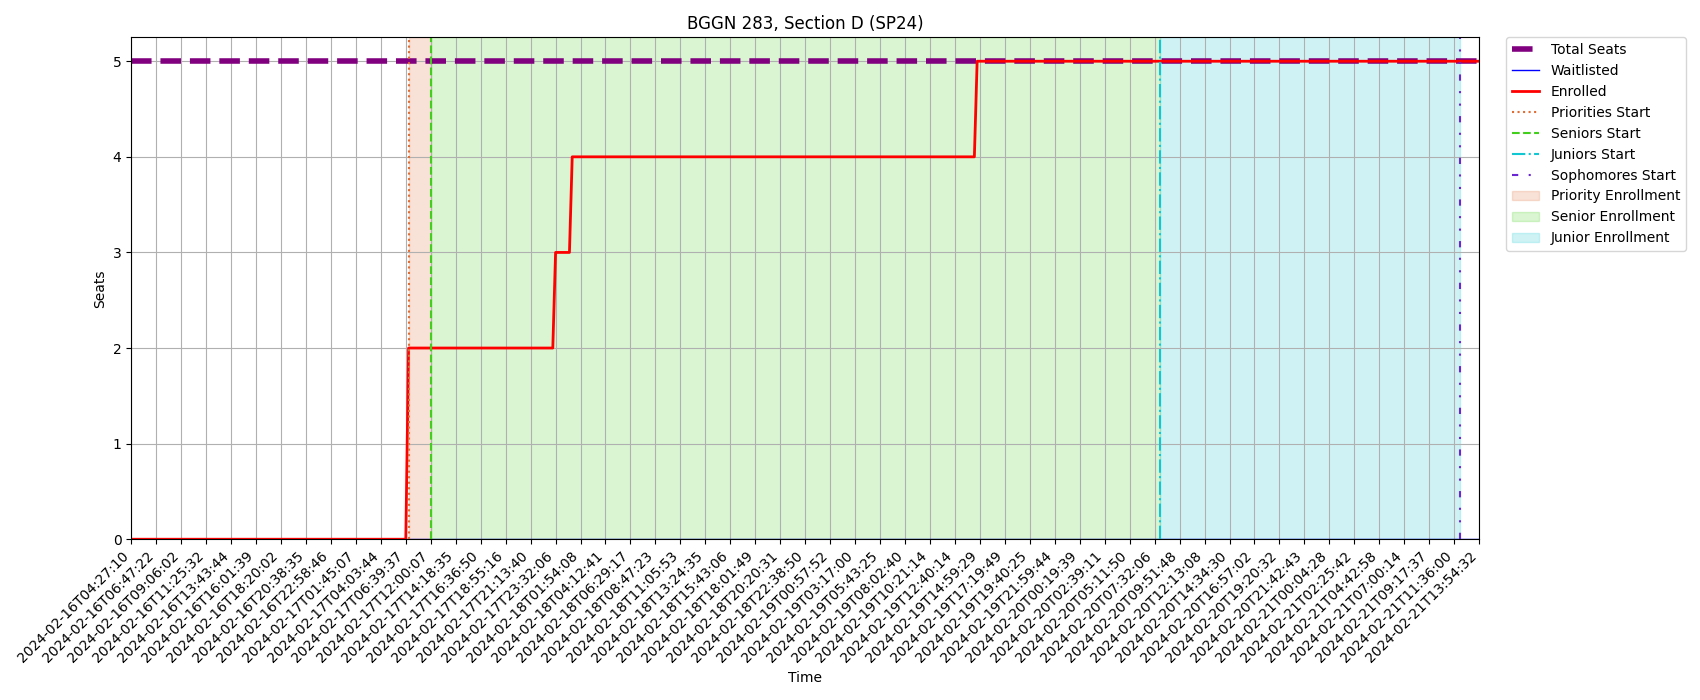 BGGN 283, Section D (SP24)
Total Seats
Waitlisted
Enrolled
Priorities Start
Seniors Start
Juniors Start
Sophomores Start
Priority Enrollment
Senior Enrollment
Junior Enrollment
Seats
5
4
3
2
1
0
2024-02-16T04:27:10
2024-02-16T06:47:22
2024-02-16T09:06:02
2024-02-16T11:25:32
2024-02-16T13:43:44
2024-02-16T16:01:39
2024-02-16T18:20:02
2024-02-16T20:38:35
2024-02-16T22:58:46
2024-02-17T01:45:07
2024-02-17T04:03:44
2024-02-17T06:39:37
2024-02-17T12:00:07
2024-02-17T14:18:35
2024-02-17T16:36:50
2024-02-17T18:55:16
2024-02-17T21:13:40
2024-02-17T23:32:06
2024-02-18T01:54:08
2024-02-18T04:12:41
2024-02-18T06:29:17
2024-02-18T08:47:23
2024-02-18T11:05:53
2024-02-18T13:24:35
2024-02-18T15:43:06
2024-02-18T18:01:49
2024-02-18T20:20:31
2024-02-18T22:38:50
2024-02-19T00:57:52
2024-02-19T03:17:00
2024-02-19T05:43:25
2024-02-19T08:02:40
2024-02-19T10:21:14
2024-02-19T12:40:14
2024-02-19T14:59:29
2024-02-19T17:19:49
2024-02-19T19:40:25
2024-02-19T21:59:44
2024-02-20T00:19:39
2024-02-20T02:39:11
2024-02-20T05:11:50
2024-02-20T07:32:06
2024-02-20T09:51:48
2024-02-20T12:13:08
2024-02-20T14:34:30
2024-02-20T16:57:02
2024-02-20T19:20:32
2024-02-20T21:42:43
2024-02-21T00:04:28
2024-02-21T02:25:42
2024-02-21T04:42:58
2024-02-21T07:00:14
2024-02-21T09:17:37
2024-02-21T11:36:00
2024-02-21T13:54:32
Time